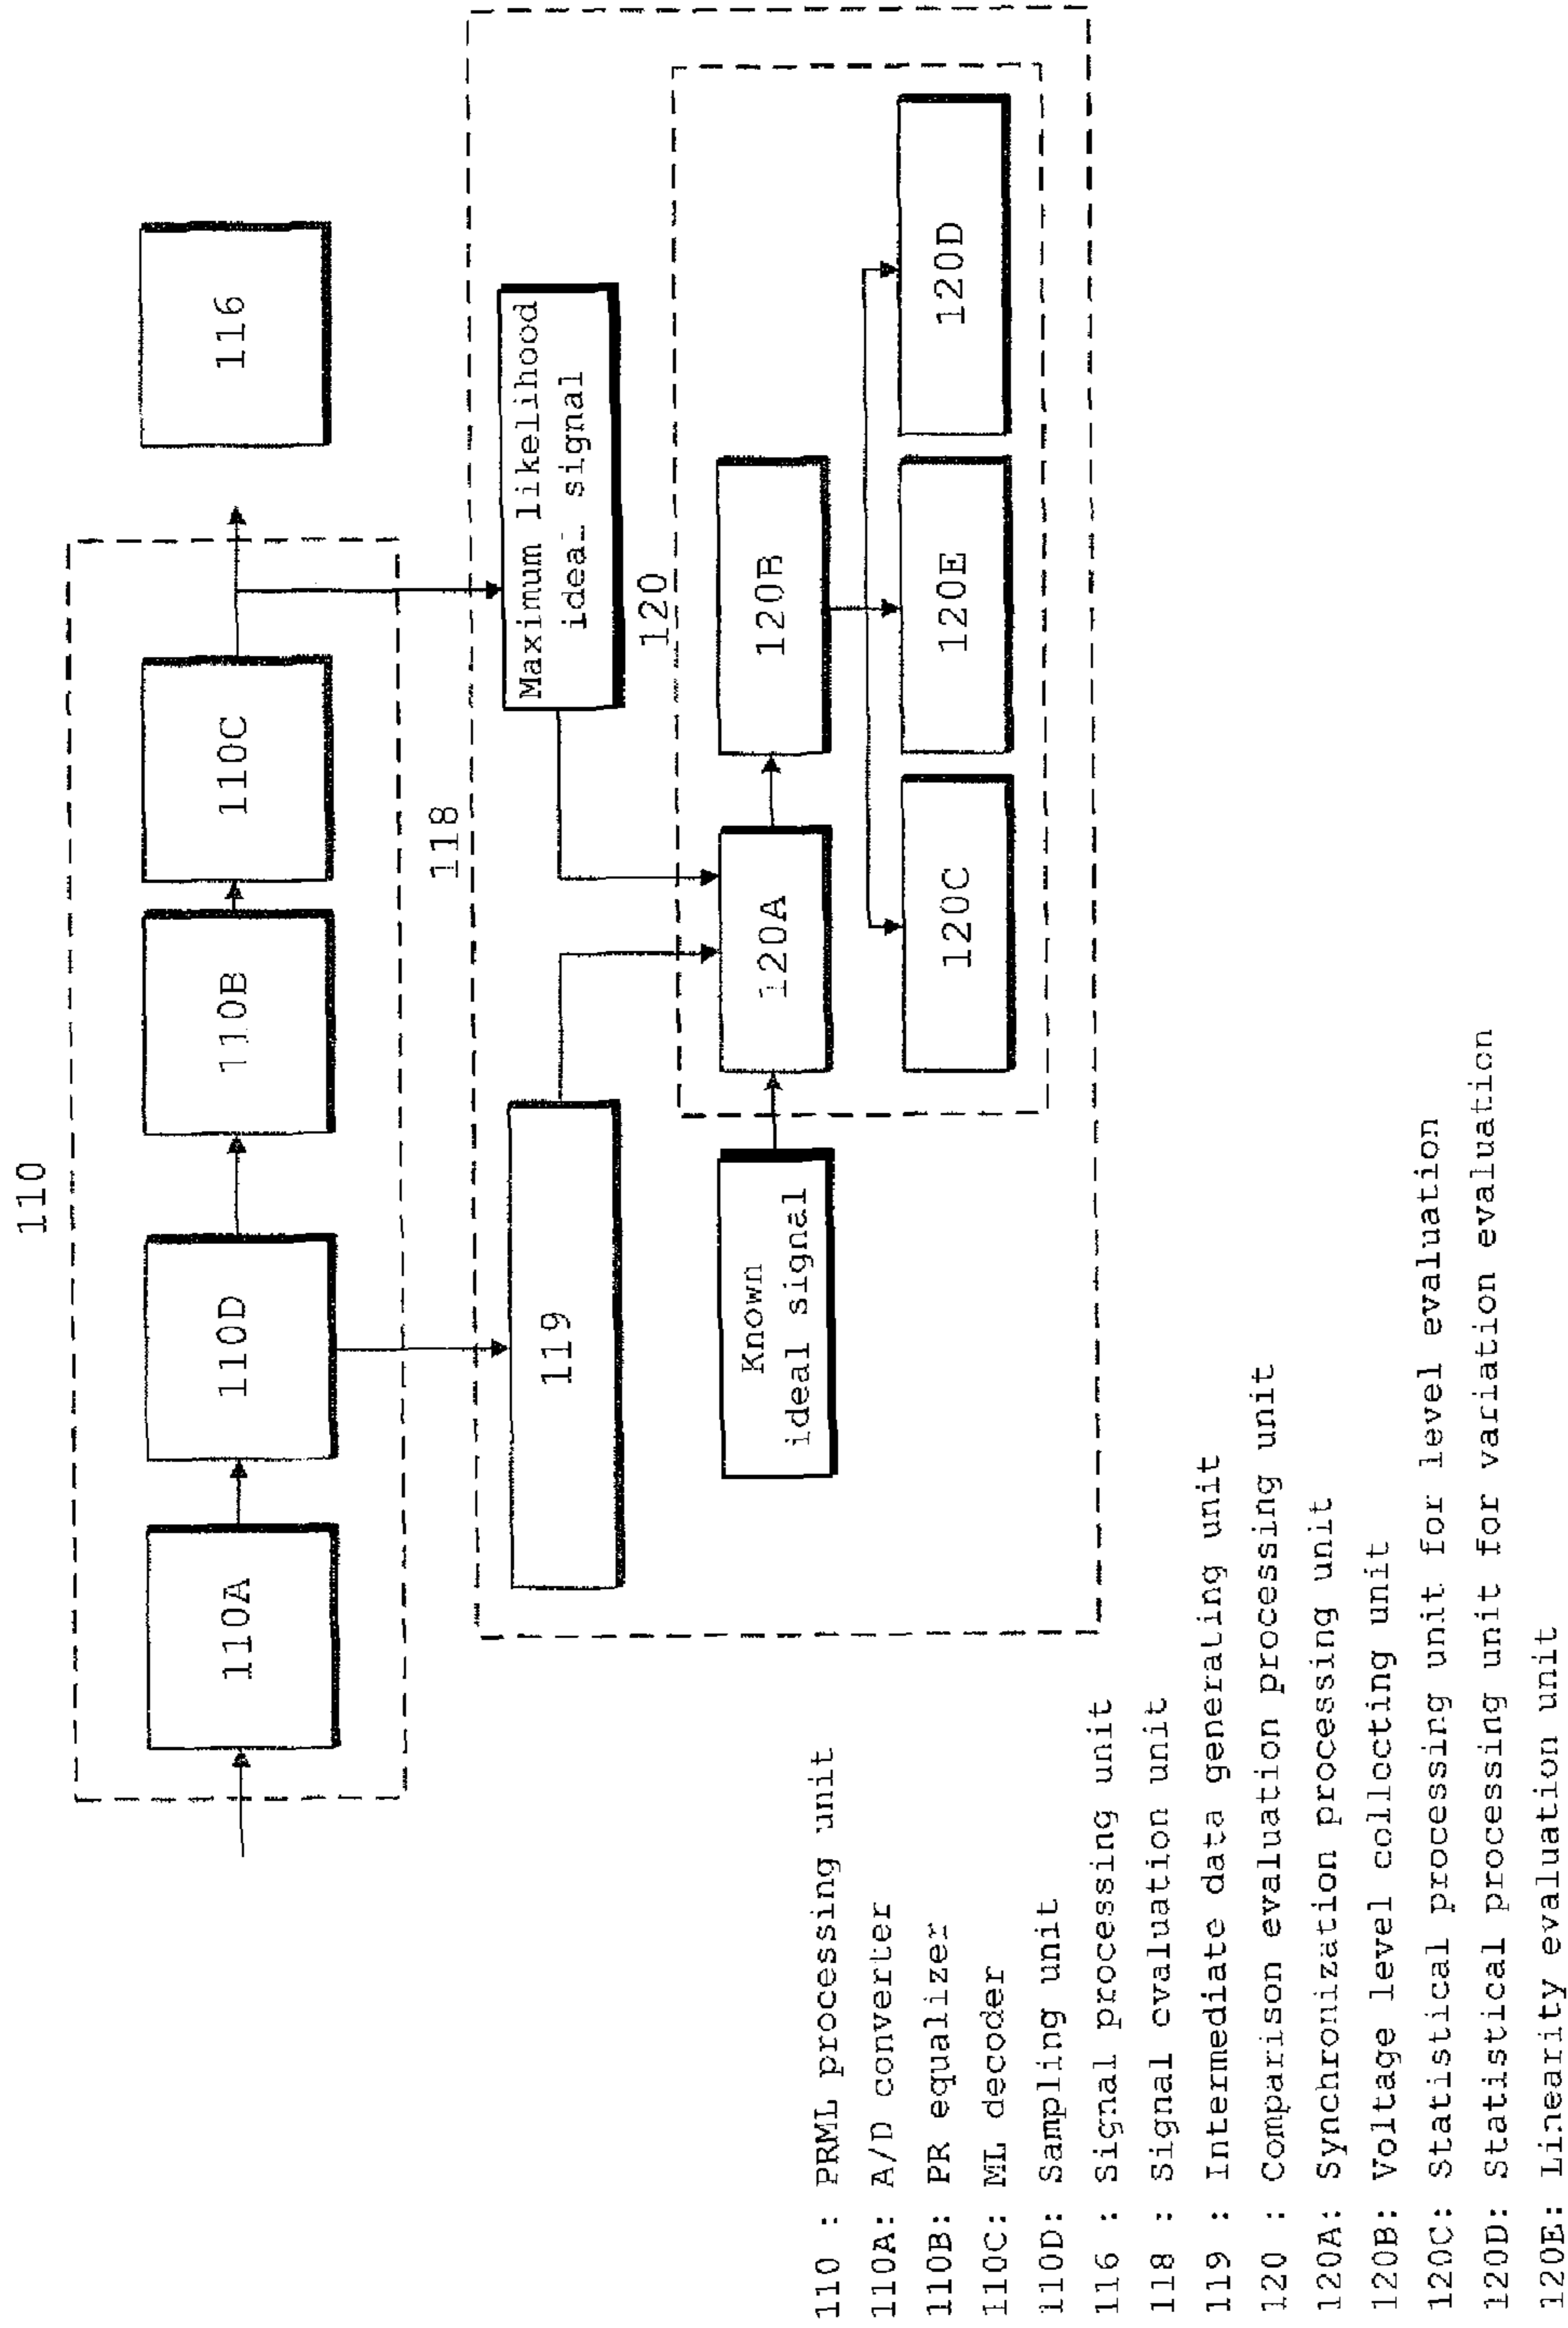 110
110A
110D
110B
110C
116
118
119
Maximum likelihood
ideal signal
120
Known
ideal signal
120A
120B
120C
120E
120D
110 : PRML processing unit
110A: A/D converter
110B: PR equalizer
110C: ML decoder
110D: Sampling unit
116 : Signal processing unit
118 : Signal evaluation unit
119 : Intermediate data generating unit
120 : Comparison evaluation processing unit
120A: Synchronization processing unit
120B: Voltage level collecting unit
120C: Statistical processing unit for level evaluation
120D: Statistical processing unit for variation evaluation
120E: Linearity evaluation unit